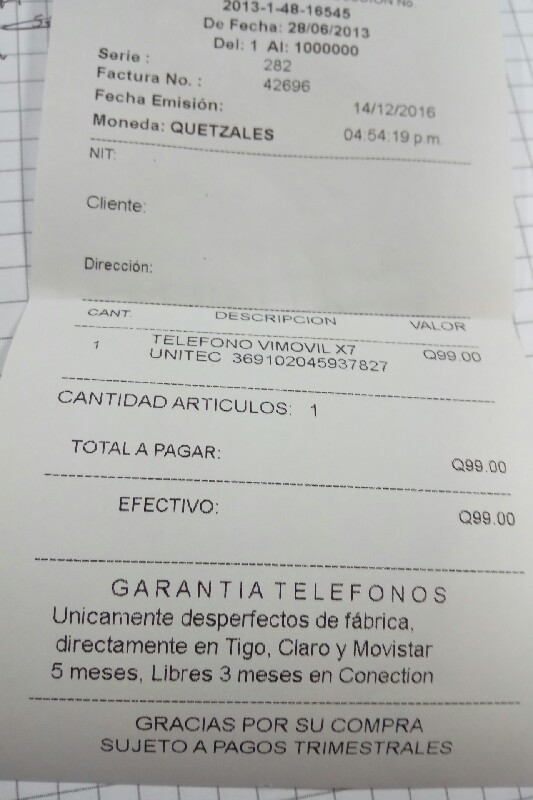 No.
2013-1-48-16545
De Fecha: 28/06/2013
Del: 1 Al: 1000000
Serie : 282
Factura No. : 42696
Fecha Emisión: 14/12/2016
Moneda: QUETZALES 04:54:19 p.m.
NIT:
Cliente:
Dirección:
CANT. DESCRIPCION VALOR
1 TELEFONO VIMOVIL X7 Q99.00
UNITEC 369102045937827
CANTIDAD ARTICULOS: 1
TOTAL A PAGAR: Q99.00
EFECTIVO: Q99.00
GARANTIA TELEFONOS
Unicamente desperfectos de fábrica,
directamente en Tigo, Claro y Movistar
5 meses, Libres 3 meses en Conection
GRACIAS POR SU COMPRA
SUJETO A PAGOS TRIMESTRALES